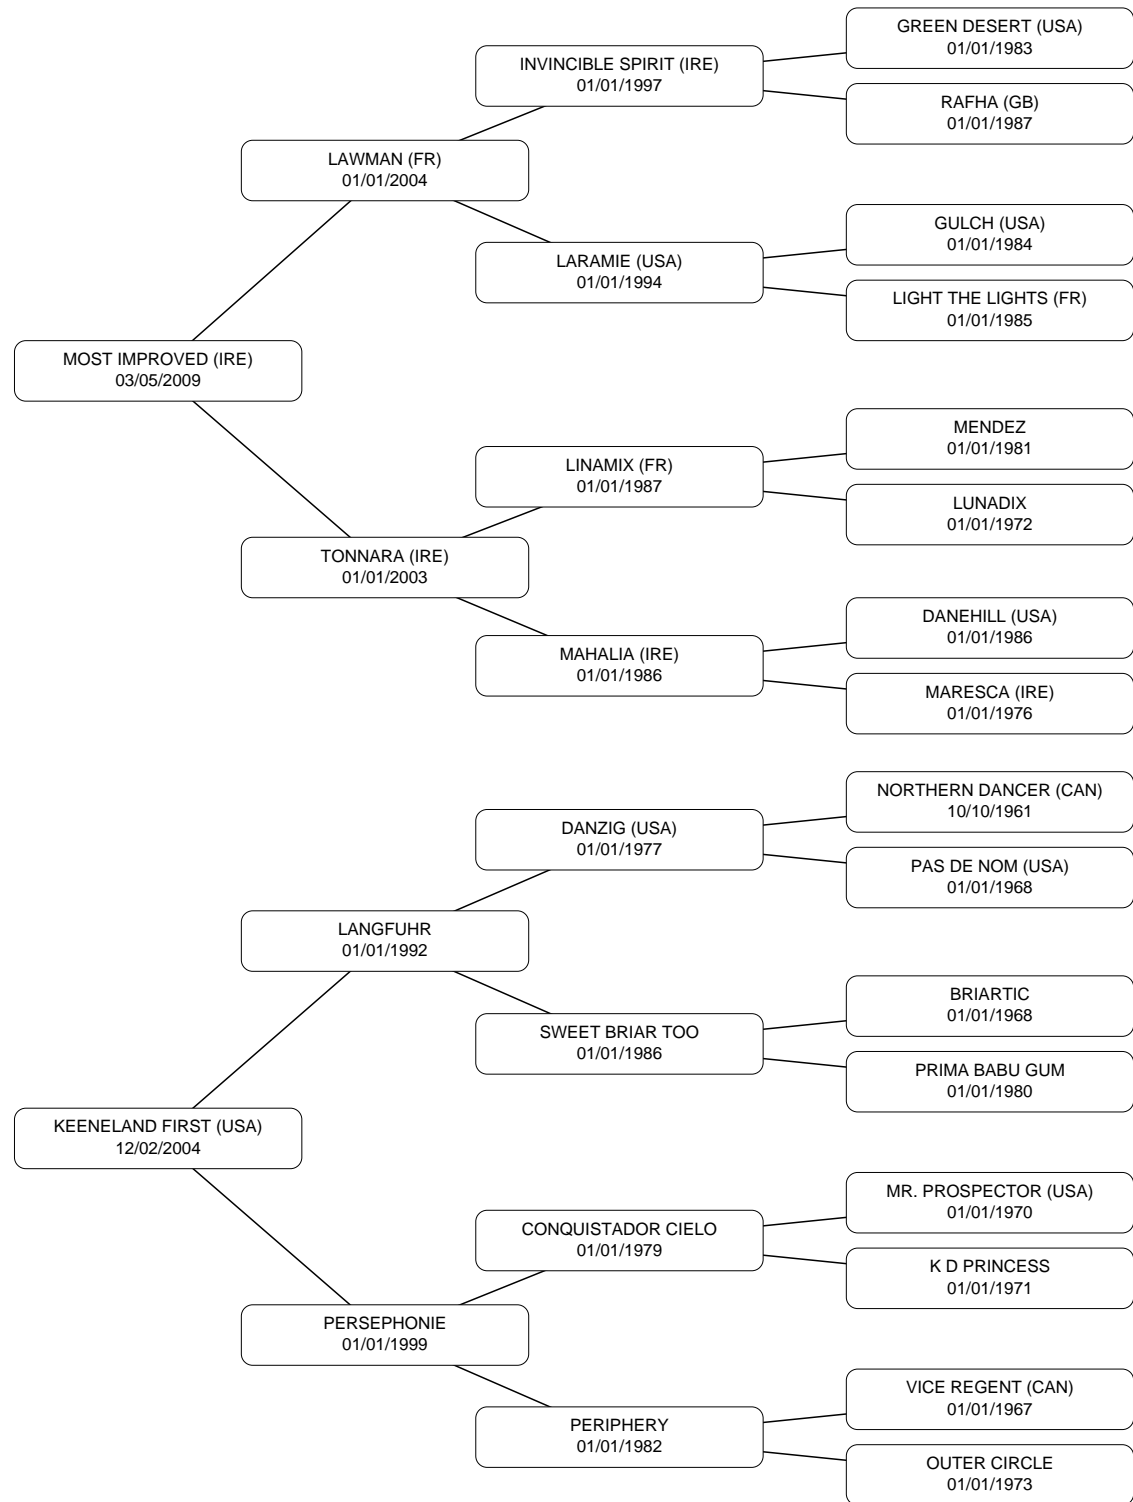 GREEN DESERT (USA)
01/01/1983
INVINCIBLE SPIRIT (IRE)
01/01/1997
RAFHA (GB)
01/01/1987
LAWMAN (FR)
01/01/2004
GULCH (USA)
01/01/1984
LARAMIE (USA)
01/01/1994
LIGHT THE LIGHTS (FR)
01/01/1985
MOST IMPROVED (IRE)
03/05/2009
MENDEZ
01/01/1981
LINAMIX (FR)
01/01/1987
LUNADIX
01/01/1972
TONNARA (IRE)
01/01/2003
DANEHILL (USA)
01/01/1986
MAHALIA (IRE)
01/01/1986
MARESCA (IRE)
01/01/1976
NORTHERN DANCER (CAN)
10/10/1961
DANZIG (USA)
01/01/1977
PAS DE NOM (USA)
01/01/1968
LANGFUHR
01/01/1992
BRIARTIC
01/01/1968
SWEET BRIAR TOO
01/01/1986
PRIMA BABU GUM
01/01/1980
KEENELAND FIRST (USA)
12/02/2004
MR. PROSPECTOR (USA)
01/01/1970
CONQUISTADOR CIELO
01/01/1979
K D PRINCESS
01/01/1971
PERSEPHONIE
01/01/1999
VICE REGENT (CAN)
01/01/1967
PERIPHERY
01/01/1982
OUTER CIRCLE
01/01/1973